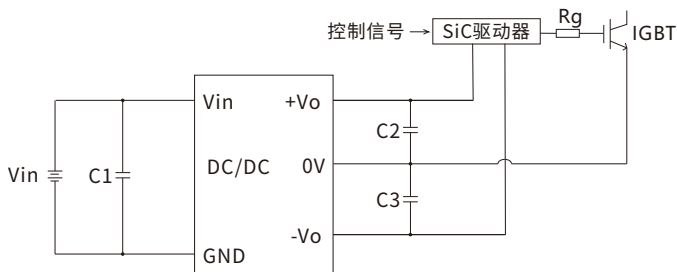 Rg
控制信号
SiC驱动器
IGBT
Vin
+Vo
C2
Vin
C1
DC/DC
0V
C3
-Vo
GND